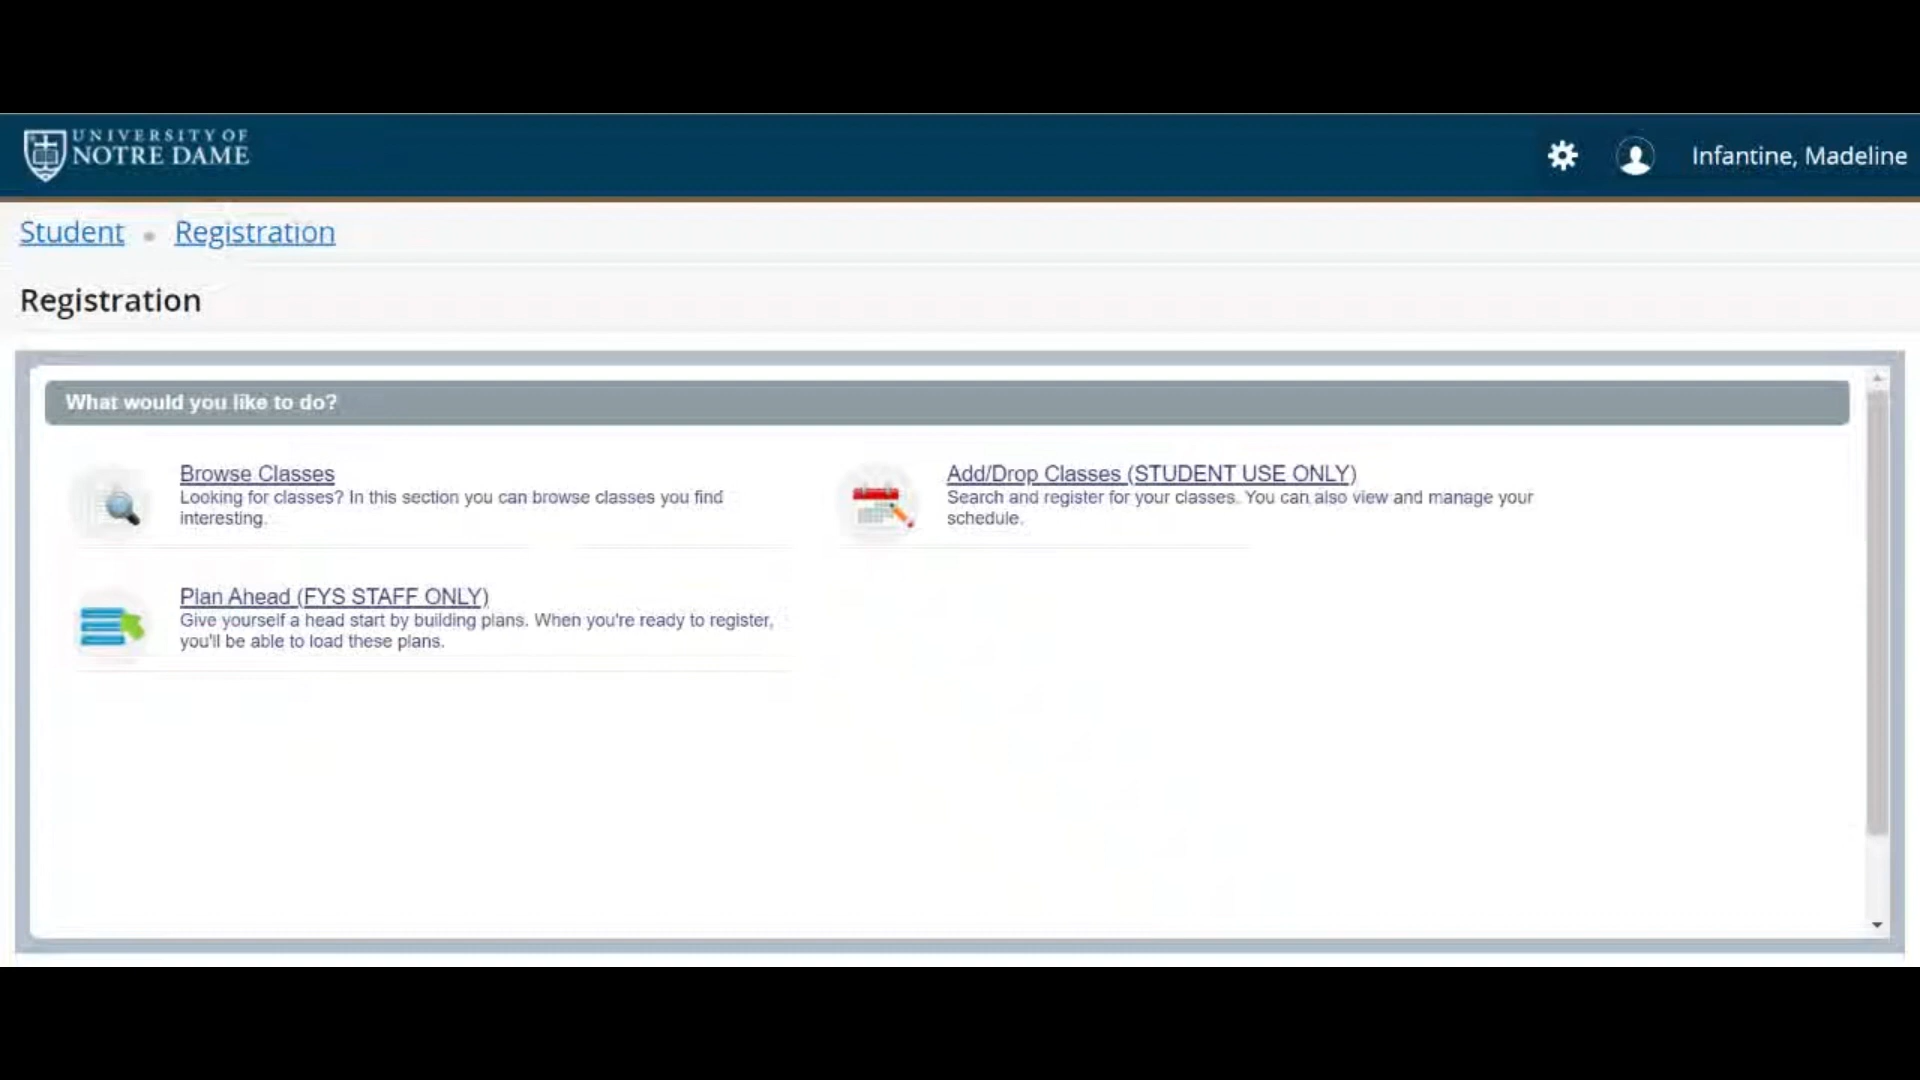 UNIVERSITY OF
NOTRE DAME
Infantine, Madeline
Student Registration
Registration
What would you like to do?
Browse Classes
Looking for classes? In this section you can browse classes you find
interesting.
Add/Drop Classes (STUDENT USE ONLY)
Search and register for your classes. You can also view and manage your
schedule.
Plan Ahead (FYS STAFF ONLY)
Give yourself a head start by building plans. When you're ready to register,
you'll be able to load these plans.